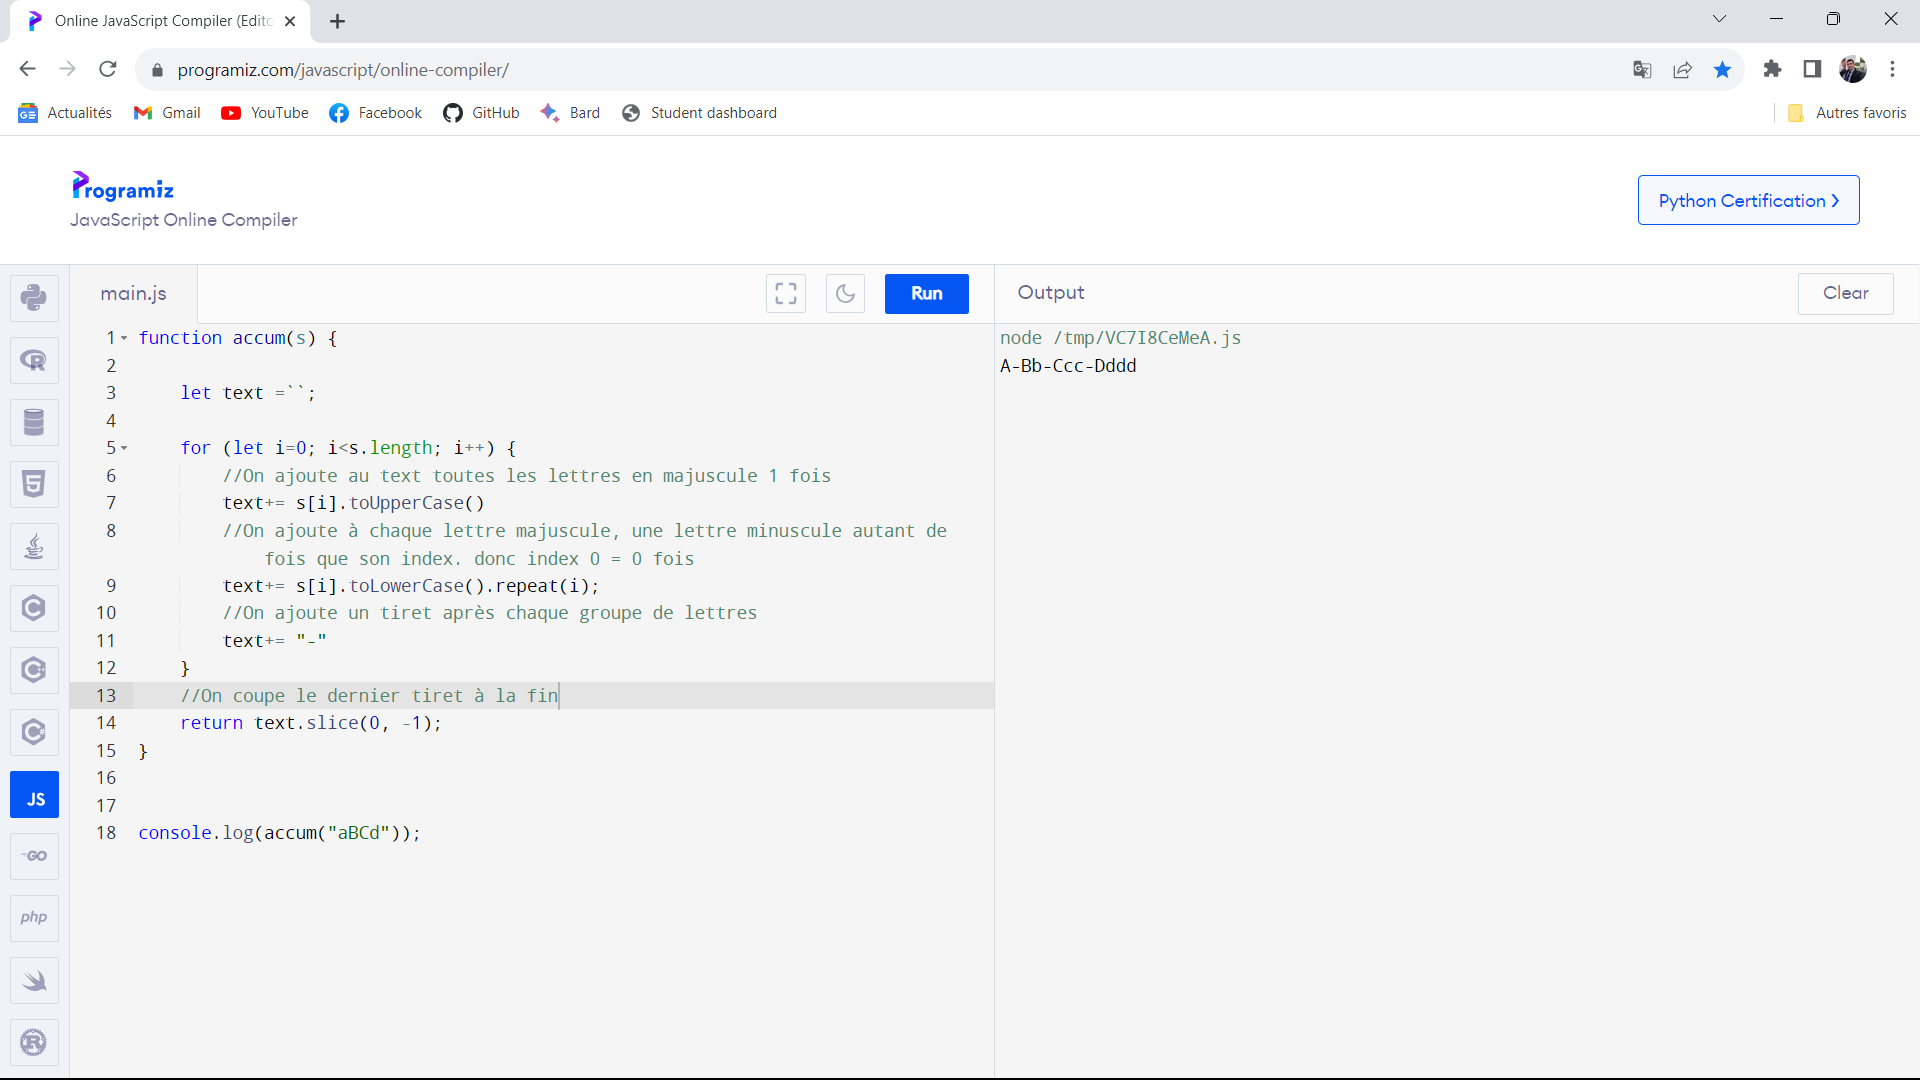 Online JavaScript Compiler (Edito
programiz.com/javascript/online-compiler/
Actualités
Gmail
YouTube
Facebook
GitHub
Bard
Student dashboard
Autres favoris
Programiz
JavaScript Online Compiler
Python Certification
main.js
Run
Output
Clear
1 function accum(s) {
2
3 let text =``;
4
5 for (let i=0; i<s.length; i++) {
6 //On ajoute au text toutes les lettres en majuscule 1 fois
7 text+= s[i].toUpperCase()
8 //On ajoute à chaque lettre majuscule, une lettre minuscule autant de
fois que son index. donc index 0 = 0 fois
9 text+= s[i].toLowerCase().repeat(i);
10 //On ajoute un tiret après chaque groupe de lettres
11 text+= "-"
12 }
13 //On coupe le dernier tiret à la fin
14 return text.slice(0, -1);
15 }
16
17
18 console.log(accum("aBCd"));
node /tmp/VC7I8CeMeA.js
A-Bb-Ccc-Dddd
R
5
C
C
C
JS
GO
php
R